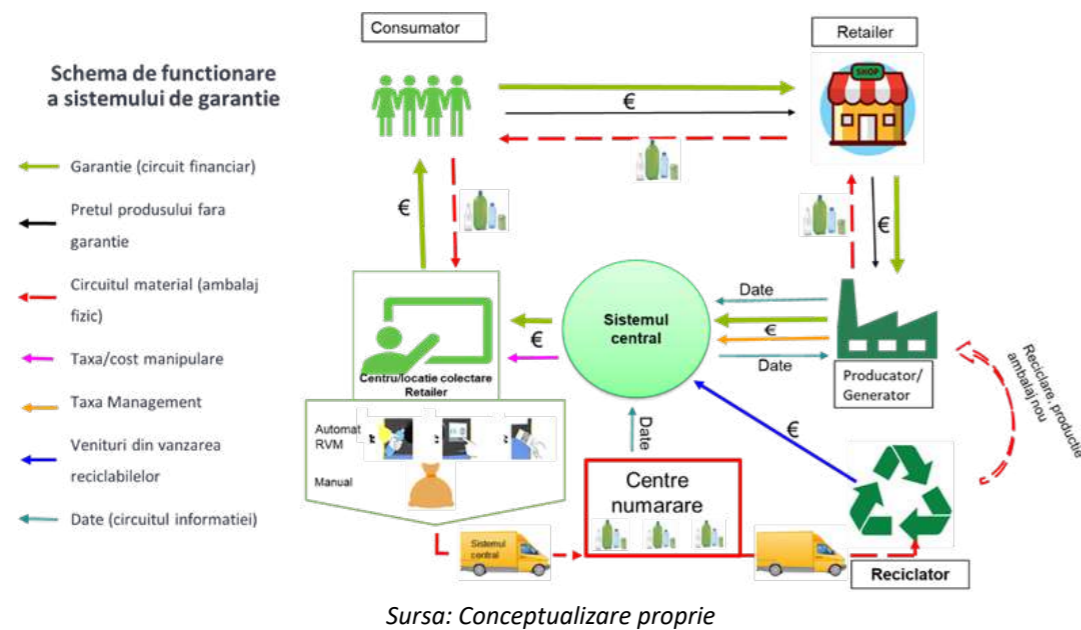 Consumator
Retailer
SHOP
Schema de functionare
a sistemului de garantie
Garantie (circuit financiar)
Pretul produsului fara
garantie
Circuitul material (ambalaj
fizic)
Taxa/cost manipulare
Taxa Management
Venituri din vanzarea
reciclabilelor
Date (circuitul informatiei)
€
€
€
Date
€
Date
€
Sistemul
central
Centru/locatie colectare
Retailer
Producator/
Generator
Reciclare, productie
ambalaj nou
€
Automat
RVM
Manual
Date
Centre
numarare
Sistemul
central
Reciclator
Sursa: Conceptualizare proprie